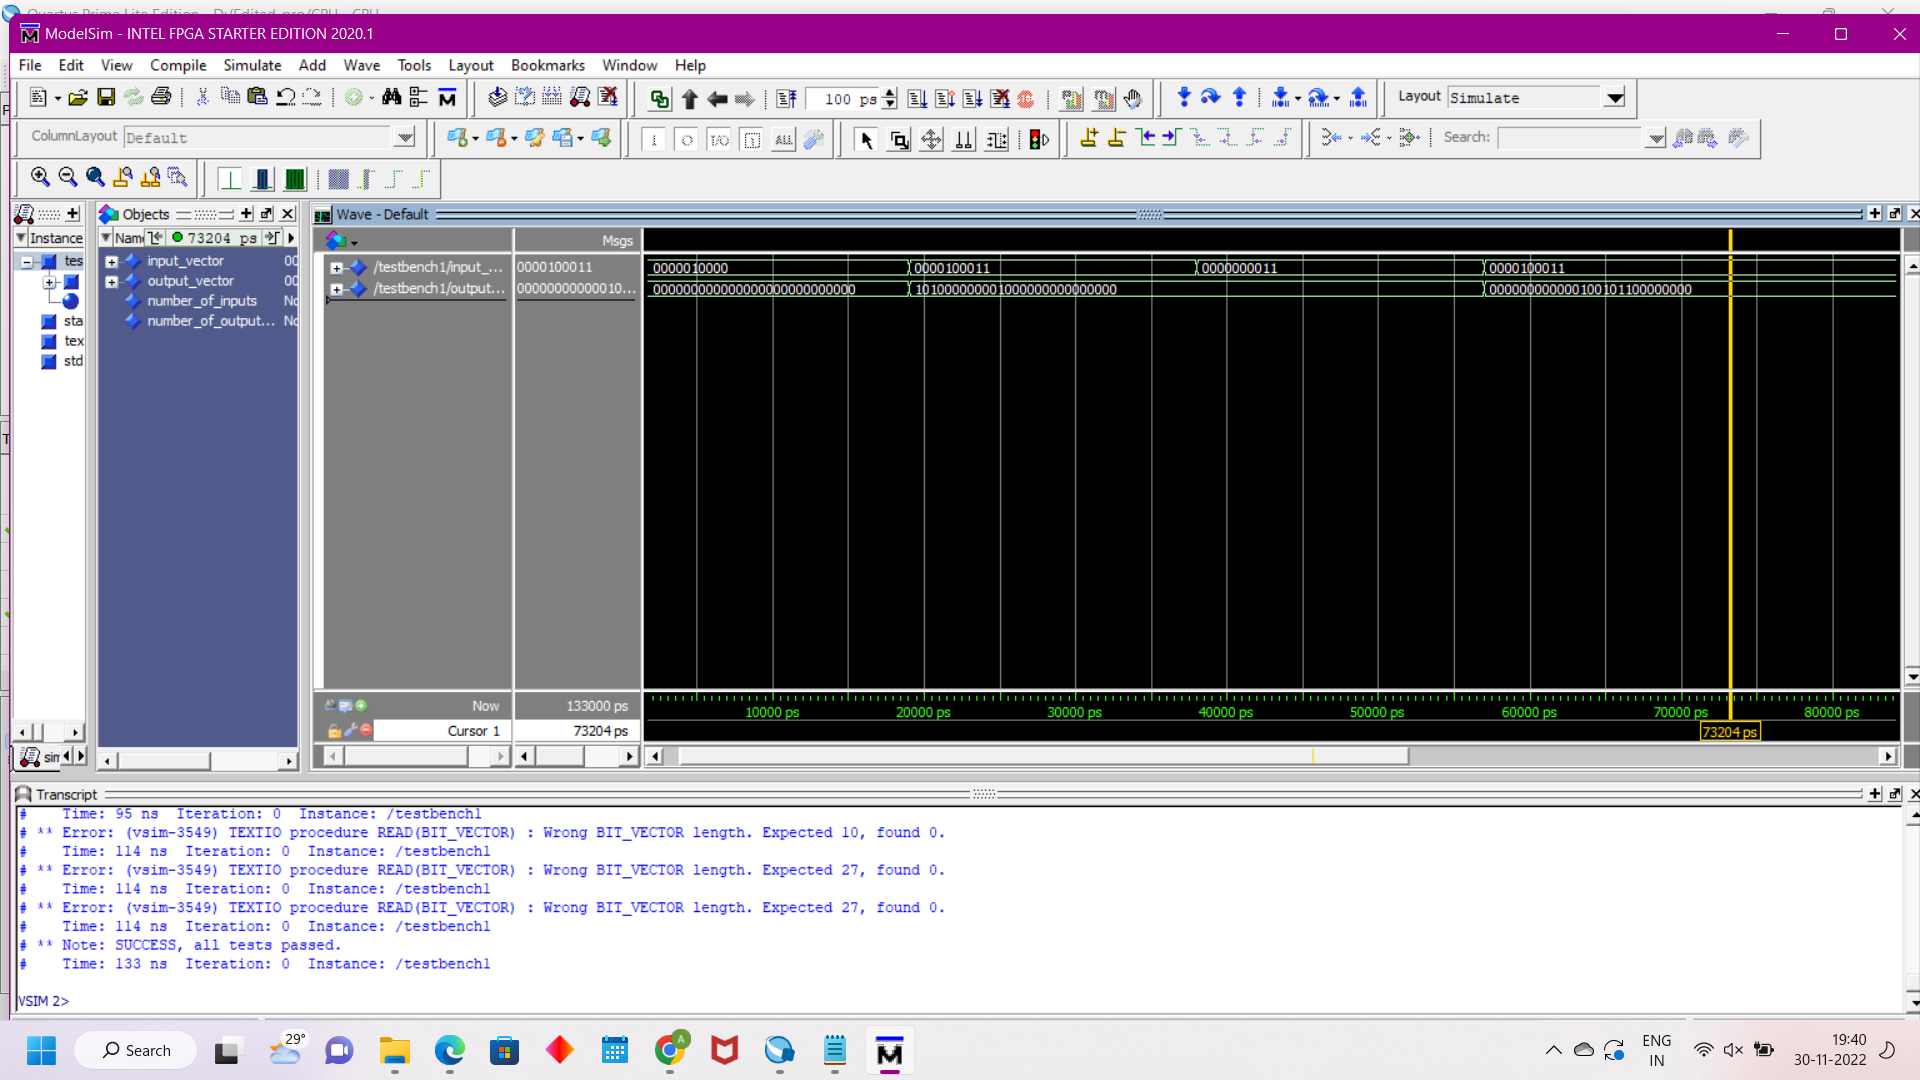 ModelSim - INTEL FPGA STARTER EDITION 2020.1
File Edit View Compile Simulate Add Wave Tools Layout Bookmarks Window Help
100 ps
Layout Simulate
ColumnLayout Default
Search:
Objects
Wave - Default
Instance
Name
73204 ps
Msgs
tes
sta
tex
std
input_vector 00
output_vector 00
number_of_inputs No
number_of_output... No
/testbench1/input_... 0000100011 0000010000 0000100011 0000000011 0000100011
/testbench1/output... 00000000000010... 000000000000000000000000000 101000000001000000000000000 000000000000100101100000000
Now 133000 ps
10000 ps 20000 ps 30000 ps 40000 ps 50000 ps 60000 ps 70000 ps 80000 ps
Cursor 1 73204 ps
73204 ps
sim
Transcript
# Time: 95 ns Iteration: 0 Instance: /testbench1
# ** Error: (vsim-3549) TEXTIO procedure READ(BIT_VECTOR) : Wrong BIT_VECTOR length. Expected 10, found 0.
# Time: 114 ns Iteration: 0 Instance: /testbench1
# ** Error: (vsim-3549) TEXTIO procedure READ(BIT_VECTOR) : Wrong BIT_VECTOR length. Expected 27, found 0.
# Time: 114 ns Iteration: 0 Instance: /testbench1
# ** Error: (vsim-3549) TEXTIO procedure READ(BIT_VECTOR) : Wrong BIT_VECTOR length. Expected 27, found 0.
# Time: 114 ns Iteration: 0 Instance: /testbench1
# ** Note: SUCCESS, all tests passed.
# Time: 133 ns Iteration: 0 Instance: /testbench1
VSIM 2>
Search
29°
ENG
IN
19:40
30-11-2022